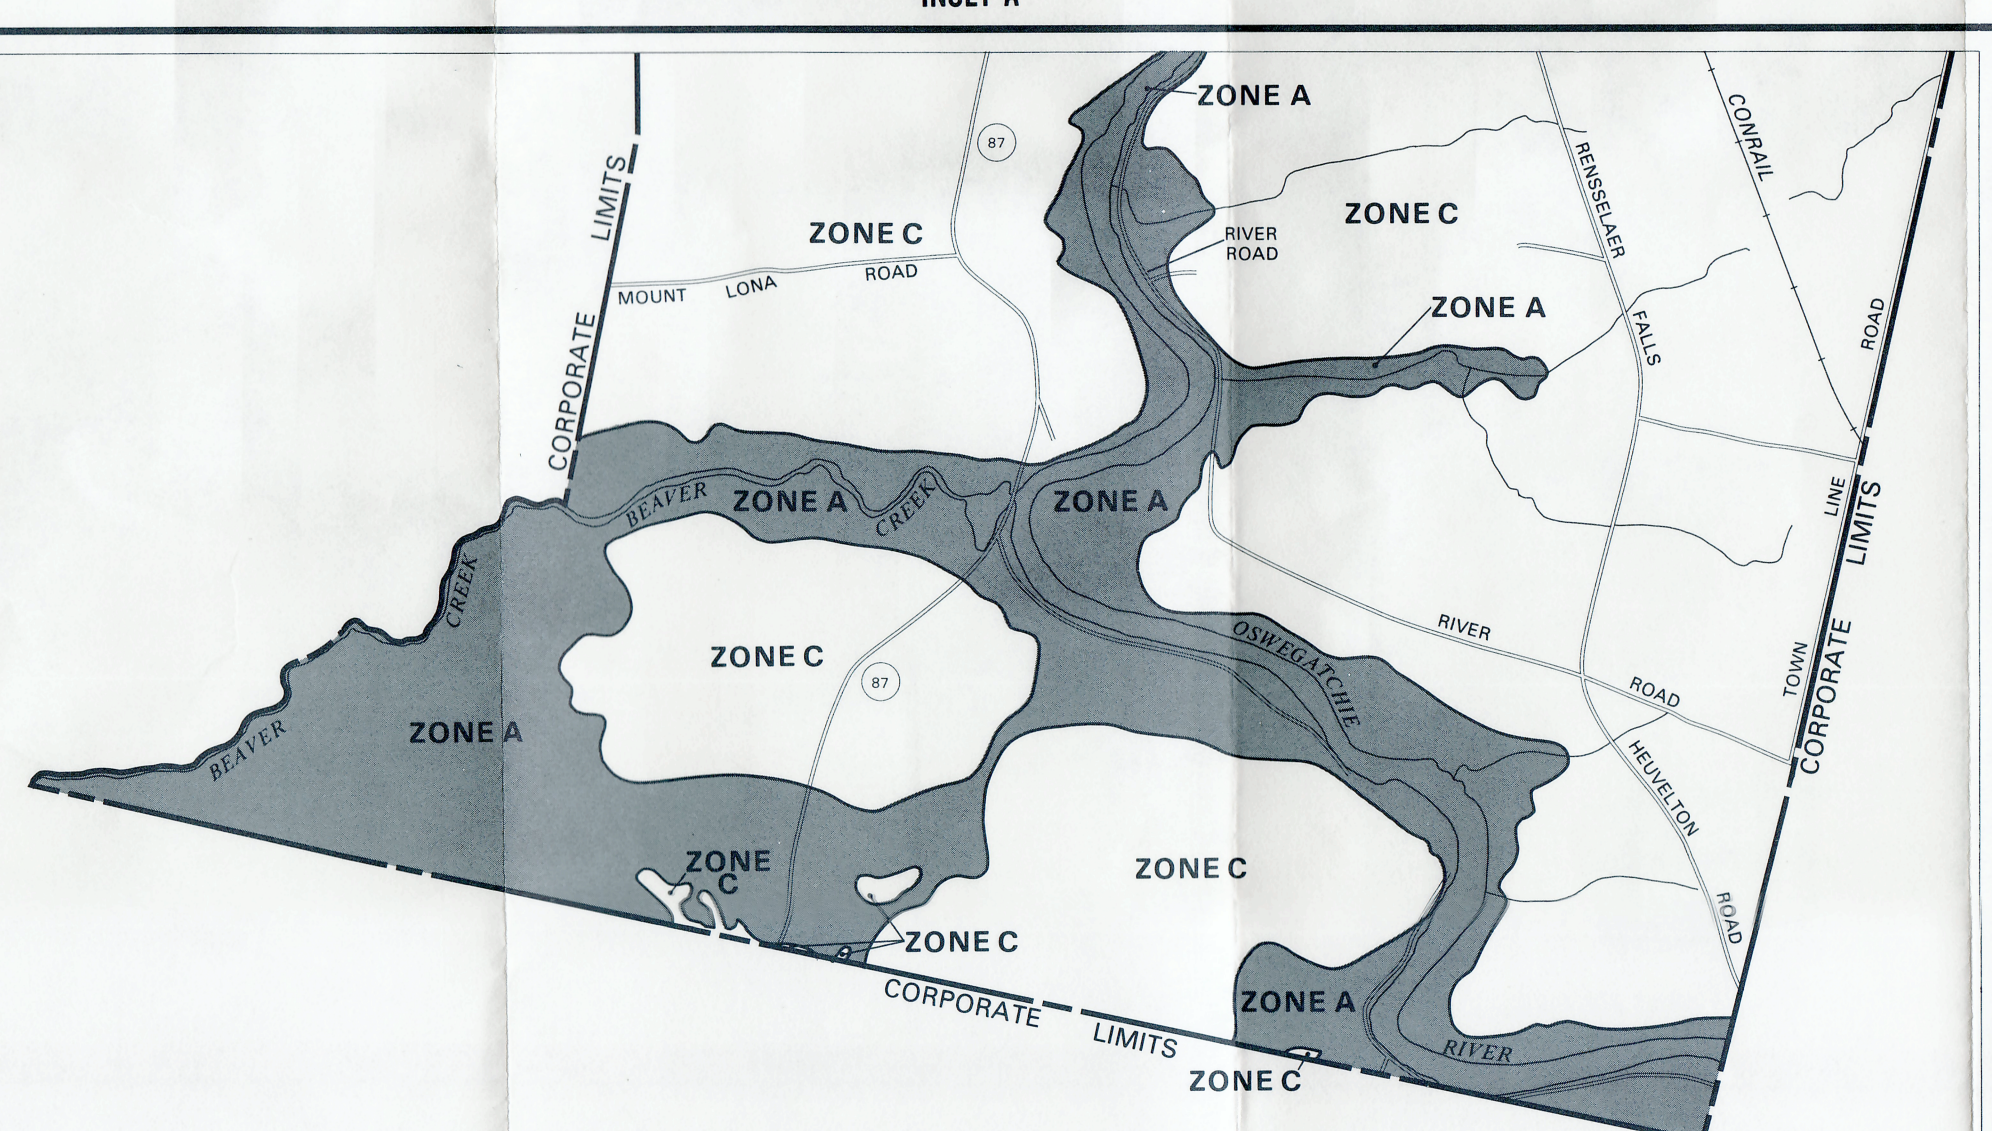 INSET A
ZONE A
87
CONRAIL
RENSSELAER
FALLS
ZONE C
ZONE C
RIVER
ROAD
LIMITS
CORPORATE
MOUNT LONA ROAD
ZONE A
ROAD
LINE
TOWN
LIMITS
CORPORATE
BEAVER
CREEK
ZONE A
ZONE A
CREEK
BEAVER
OSWEGATCHIE
RIVER
ROAD
ZONE C
87
ZONE A
HEUVELTON
ROAD
ZONE
C
ZONE C
ZONE C
CORPORATE LIMITS
ZONE A
RIVER
ZONE C